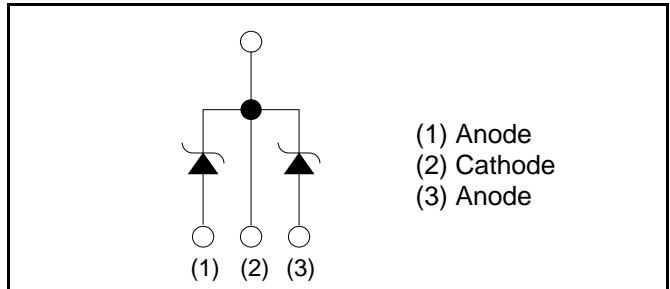 (1) Anode
(2) Cathode
(3) Anode
(1) (2) (3)